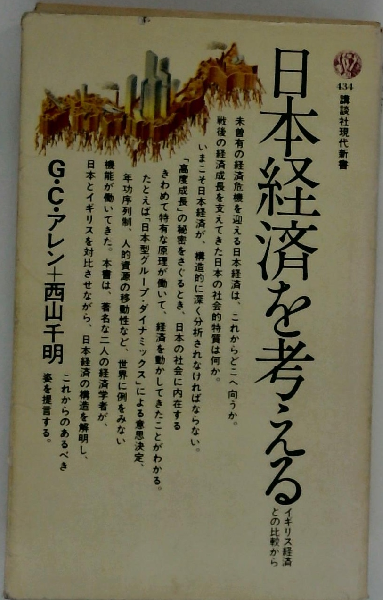 434
講談社現代新書
日本経済を考える
イギリス経済
との比較から
未曽有の経済危機を迎える日本経済は、これからどこへ向うか。
戦後の経済成長を支えてきた日本の社会的特質は何か。
いまこそ日本経済が、構造的に深く分析されなければならない。
「高度成長」の秘密をさぐるとき、日本の社会に内在する
きわめて特有な原理が働いて、経済を動かしてきたことがわかる。
たとえば「日本型グループ・ダイナミックス」による意思決定、
年功序列制、人的資源の移動性など、世界に例をみない
機能が働いてきた。本書は、著名な二人の経済学者が、
日本とイギリスを対比させながら、日本経済の構造を解明し、
これからのあるべき
姿を提言する。
G・C・アレン+西山千明